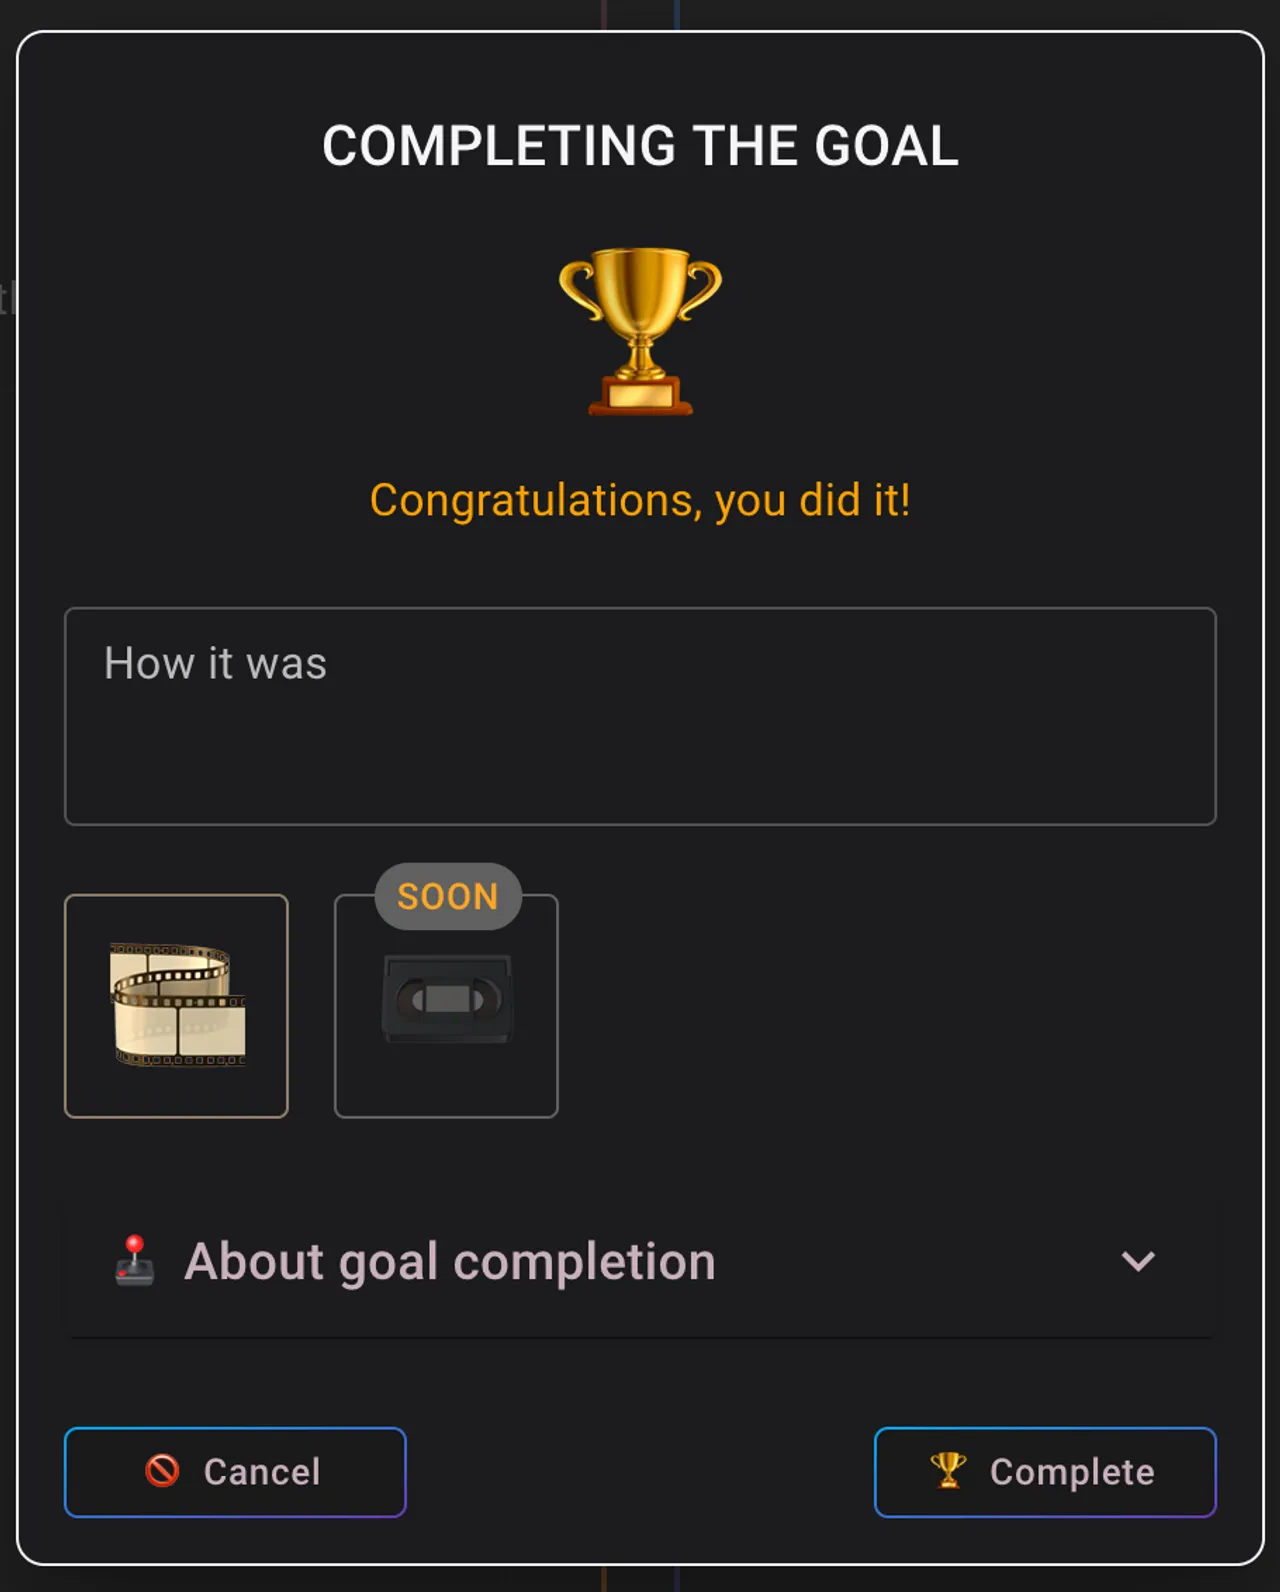 COMPLETING THE GOAL
Congratulations, you did it!
How it was
SOON
About goal completion
Cancel
Complete